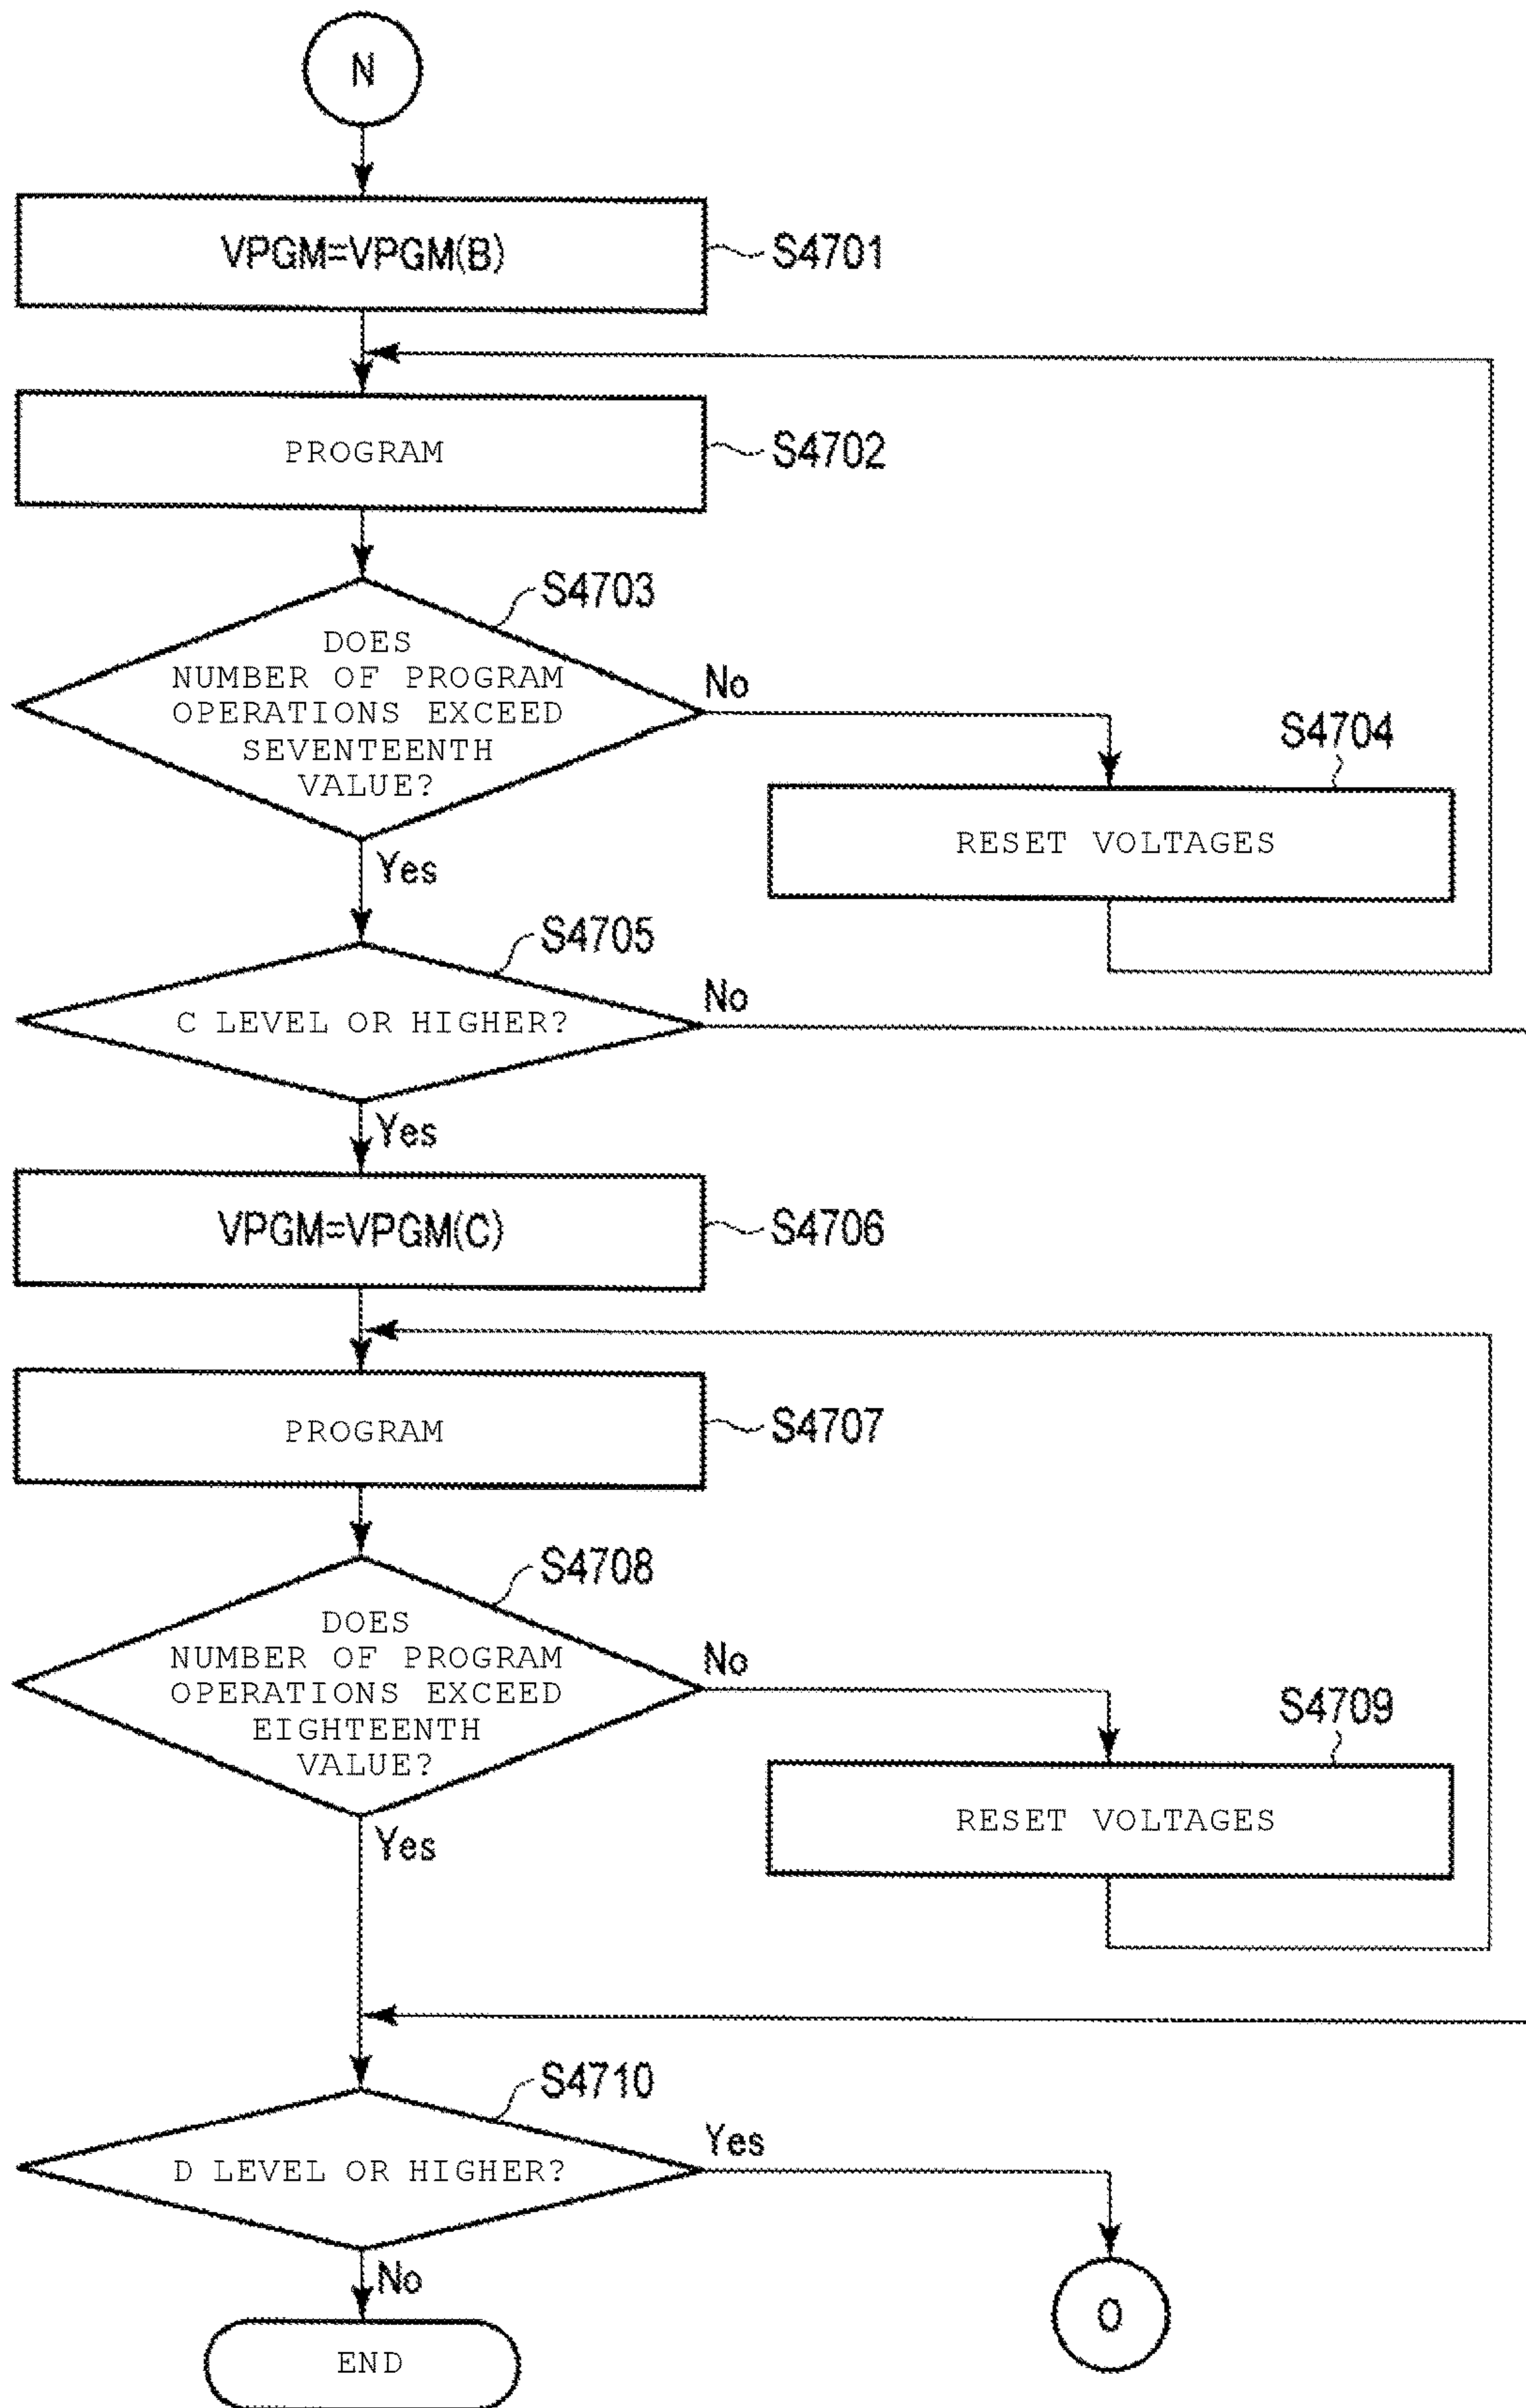 N
VPGM=VPGM(B)
S4701
PROGRAM
S4702
S4703
DOES
NUMBER OF PROGRAM
OPERATIONS EXCEED
SEVENTEENTH
VALUE?
No
Yes
S4704
RESET VOLTAGES
S4705
C LEVEL OR HIGHER?
No
Yes
VPGM=VPGM(C)
S4706
PROGRAM
S4707
S4708
DOES
NUMBER OF PROGRAM
OPERATIONS EXCEED
EIGHTEENTH
VALUE?
No
Yes
S4709
RESET VOLTAGES
S4710
D LEVEL OR HIGHER?
Yes
No
O
END